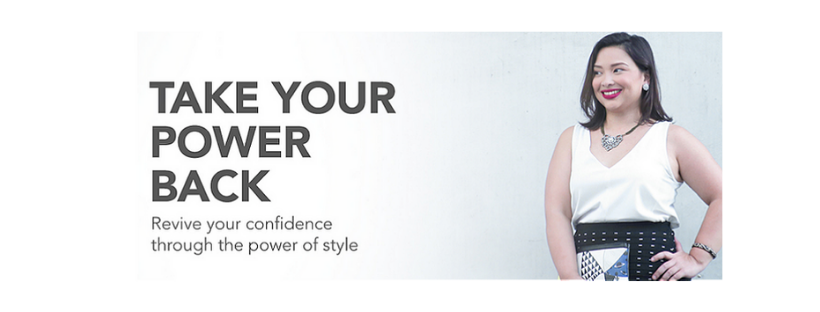 TAKE YOUR
POWER
BACK
Revive your confidence
through the power of style